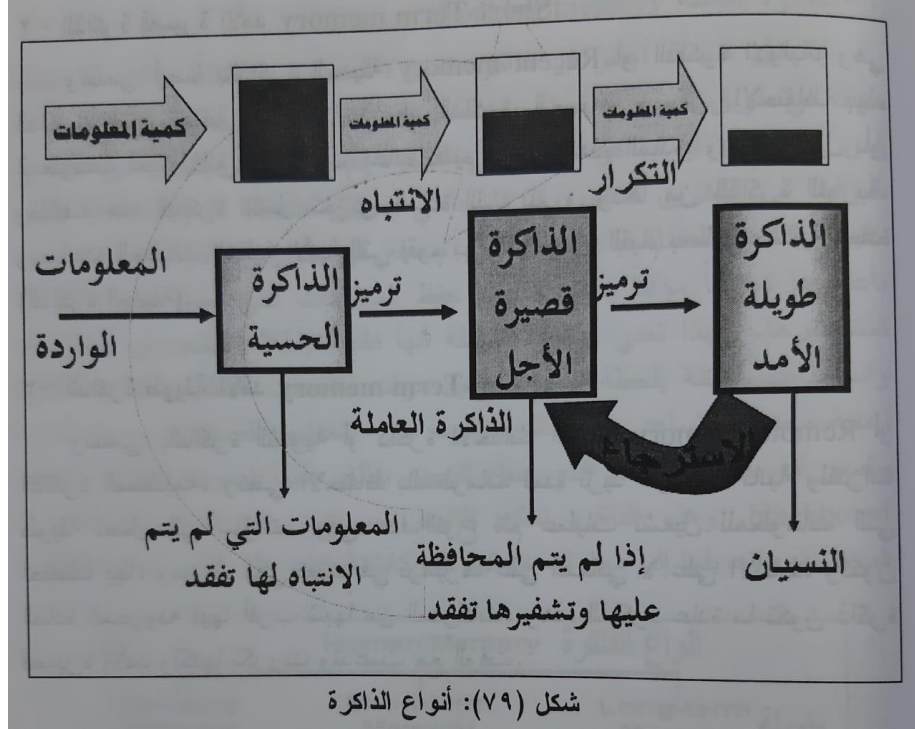 كمية المعلومات
كمية المعلومات
كمية المعلومات
الانتباه
التكرار
المعلومات
الواردة
الذاكرة
الحسية
ترميز
الذاكرة
قصيرة
الأجل
ترميز
الذاكرة
طويلة
الأمد
الذاكرة العاملة
الاسترجاع
المعلومات التي لم يتم
الانتباه لها تفقد
إذا لم يتم المحافظة
عليها وتشفيرها تفقد
النسيان
شكل (٧٩): أنواع الذاكرة